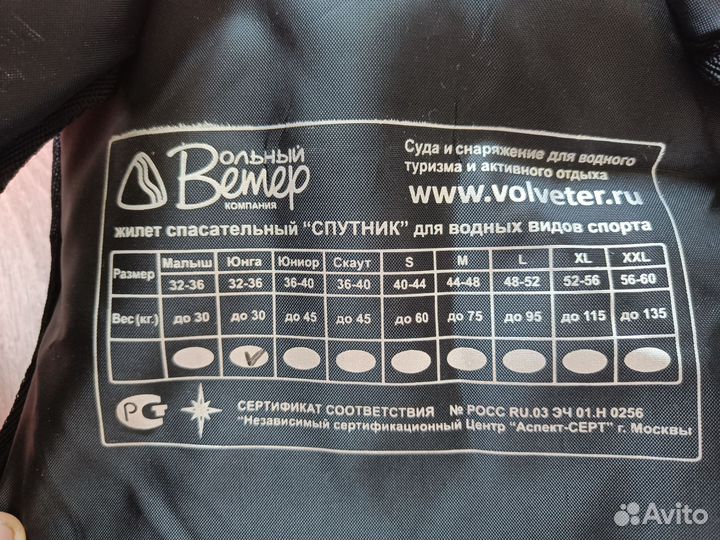 Вольный
Ветер
КОМПАНИЯ
Суда и снаряжение для водного
туризма и активного отдыха
www.volveter.ru
ЖИЛЕТ СПАСАТЕЛЬНЫЙ "СПУТНИК" ДЛЯ ВОДНЫХ ВИДОВ СПОРТА
Размер Малыш Юнга Юниор Скаут S M L XL XXL
32-36 32-36 36-40 36-40 40-44 44-48 48-52 52-56 56-60
Вес (кг.) до 30 до 30 до 45 до 45 до 60 до 75 до 95 до 115 до 135
СЕРТИФИКАТ СООТВЕТСТВИЯ № РОСС RU.03 ЭЧ 01.Н 0256
"Независимый сертификационный Центр "Аспект-СЕРТ" г. Москвы
Avito